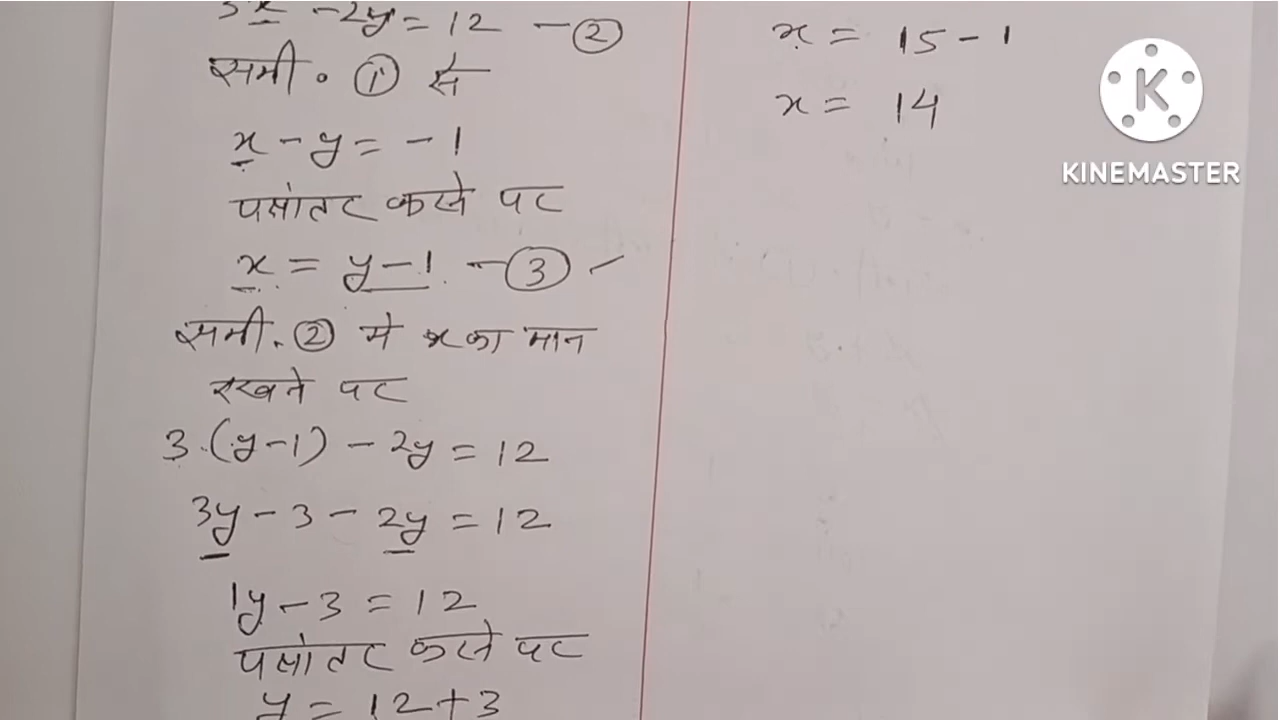 3x - 2y = 12 - ②
समी. ① से
x - y = - 1
पक्षांतर करने पर
x = y - 1 - ③
समी. ② मे x का मान
रखने पर
3.(y-1) - 2y = 12
3y - 3 - 2y = 12
1y - 3 = 12
पक्षांतर करने पर
y = 12 + 3
x = 15 - 1
x = 14
K
KINEMASTER